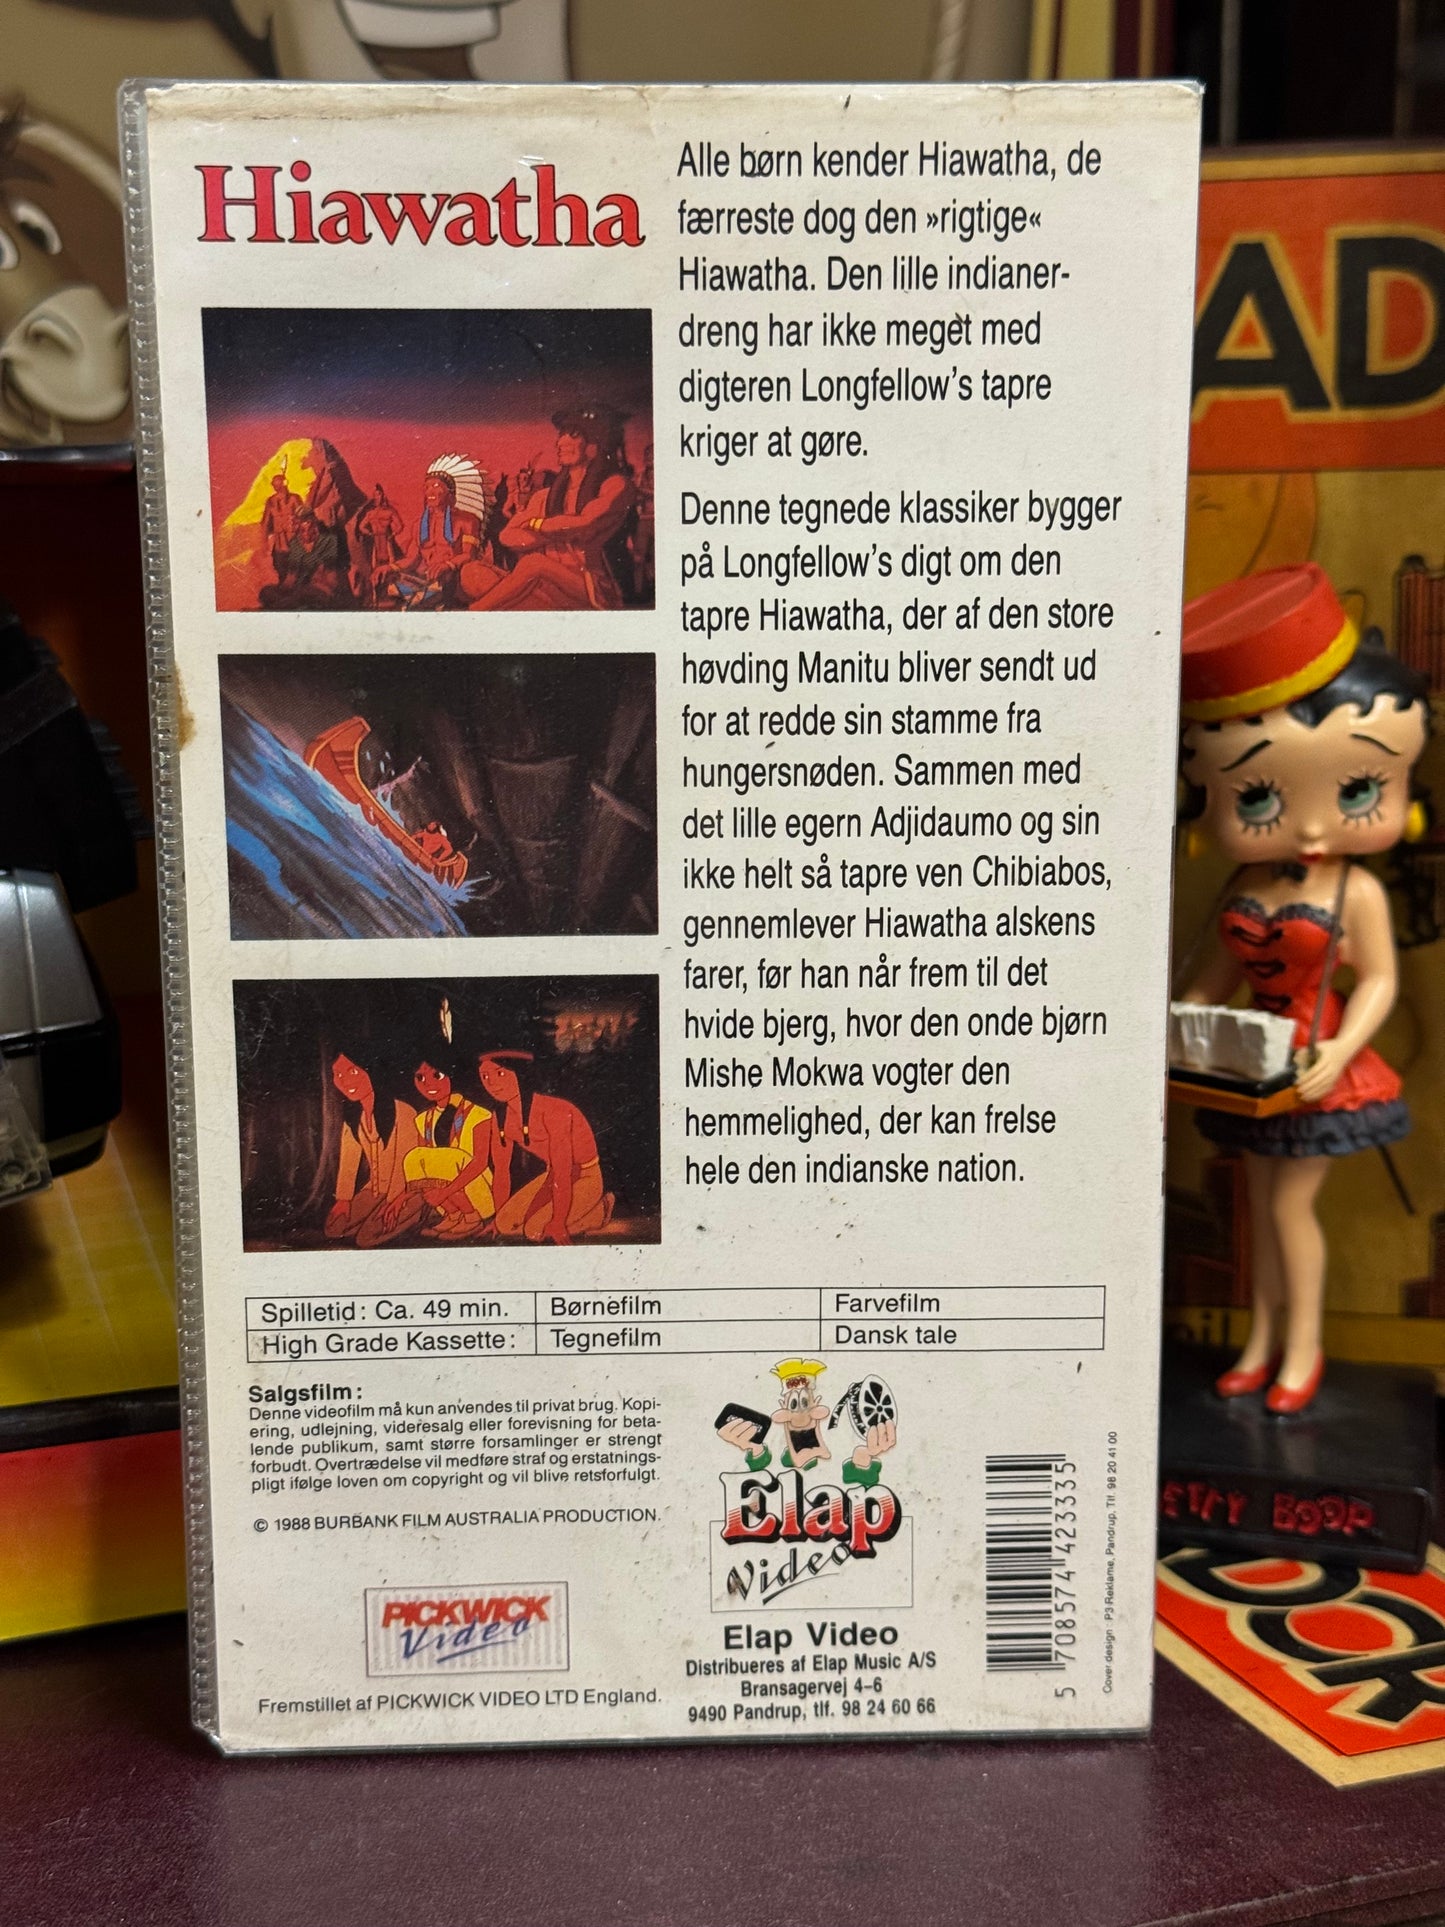 Hiawatha
Alle børn kender Hiawatha, de
færreste dog den »rigtige«
Hiawatha. Den lille indianer-
dreng har ikke meget med
digteren Longfellow's tapre
kriger at gøre.
Denne tegnede klassiker bygger
på Longfellow's digt om den
tapre Hiawatha, der af den store
høvding Manitu bliver sendt ud
for at redde sin stamme fra
hungersnøden. Sammen med
det lille egern Adjidaumo og sin
ikke helt så tapre ven Chibiabos,
gennemlever Hiawatha alskens
farer, før han når frem til det
hvide bjerg, hvor den onde bjørn
Mishe Mokwa vogter den
hemmelighed, der kan frelse
hele den indianske nation.
Spilletid: Ca. 49 min. Børnefilm Farvefilm
High Grade Kassette: Tegnefilm Dansk tale
Salgsfilm:
Denne videofilm må kun anvendes til privat brug. Kopi-
ering, udlejning, videresalg eller forevisning for beta-
lende publikum, samt større forsamlinger er strengt
forbudt. Overtrædelse vil medføre straf og erstatnings-
pligt ifølge loven om copyright og vil blive retsforfulgt.
© 1988 BURBANK FILM AUSTRALIA PRODUCTION.
PICKWICK
Video
Fremstillet af PICKWICK VIDEO LTD England.
Elap
Video
Elap Video
Distribueres af Elap Music A/S
Bransagervej 4-6
9490 Pandrup, tlf. 98 24 60 66
5 708574 423335
Cover design: P3 Reklame, Pandrup, Tlf. 98 20 41 00
AD
ETTY BOOP